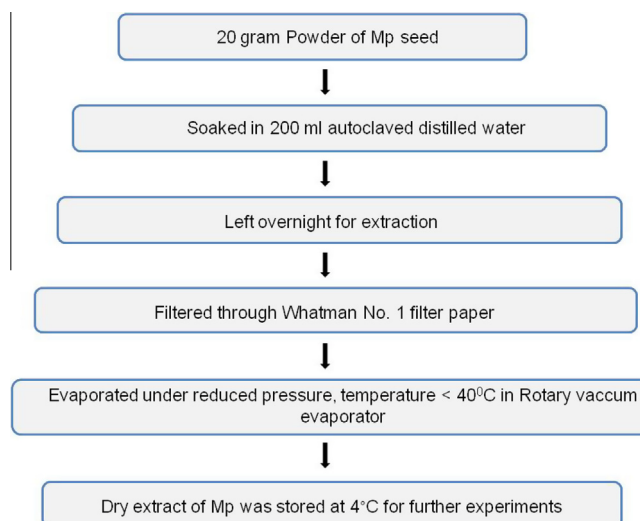 20 gram Powder of Mp seed
Soaked in 200 ml autoclaved distilled water
Left overnight for extraction
Filtered through Whatman No. 1 filter paper
Evaporated under reduced pressure, temperature < 40⁰C in Rotary vaccum
evaporator
Dry extract of Mp was stored at 4°C for further experiments